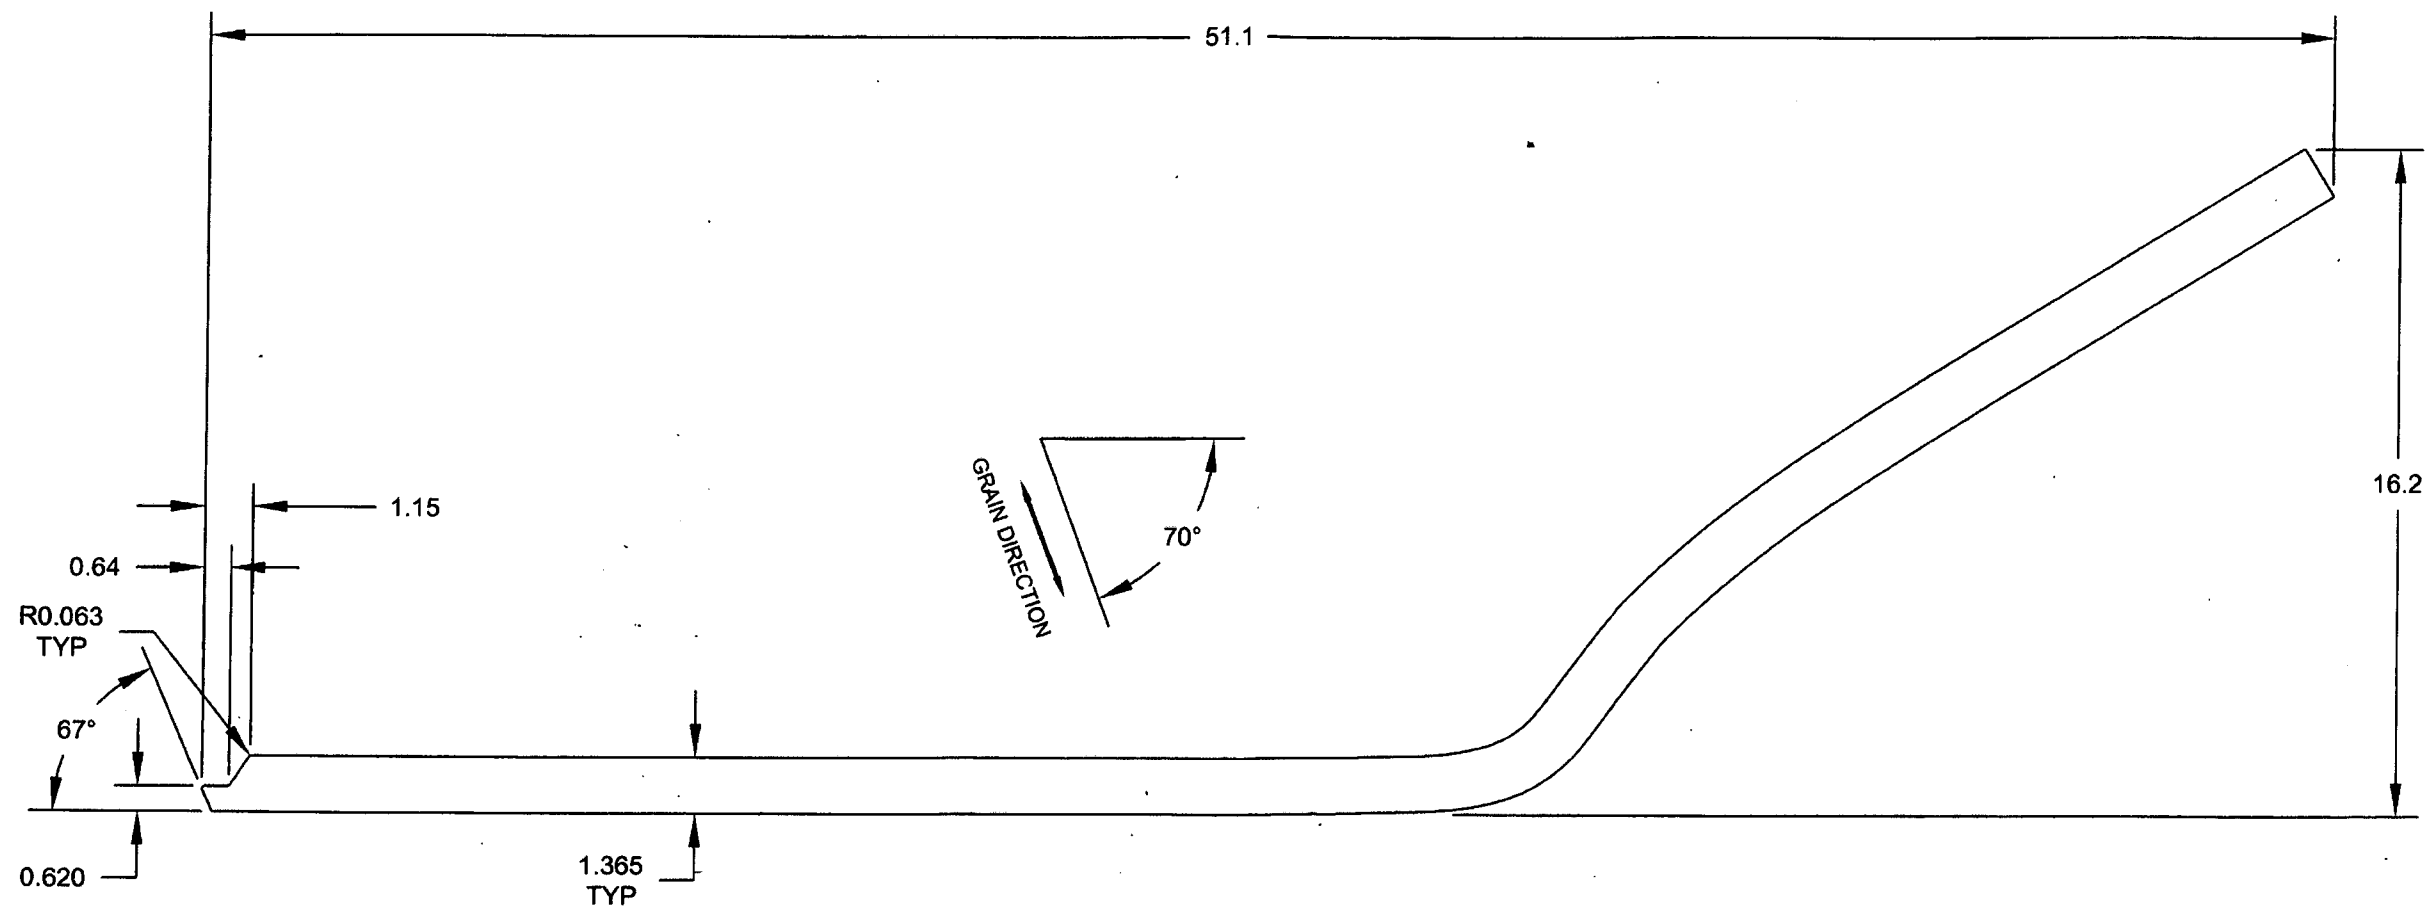 51.1
16.2
1.15
GRAIN DIRECTION
70°
0.64
R0.063
TYP
67°
0.620
1.365
TYP